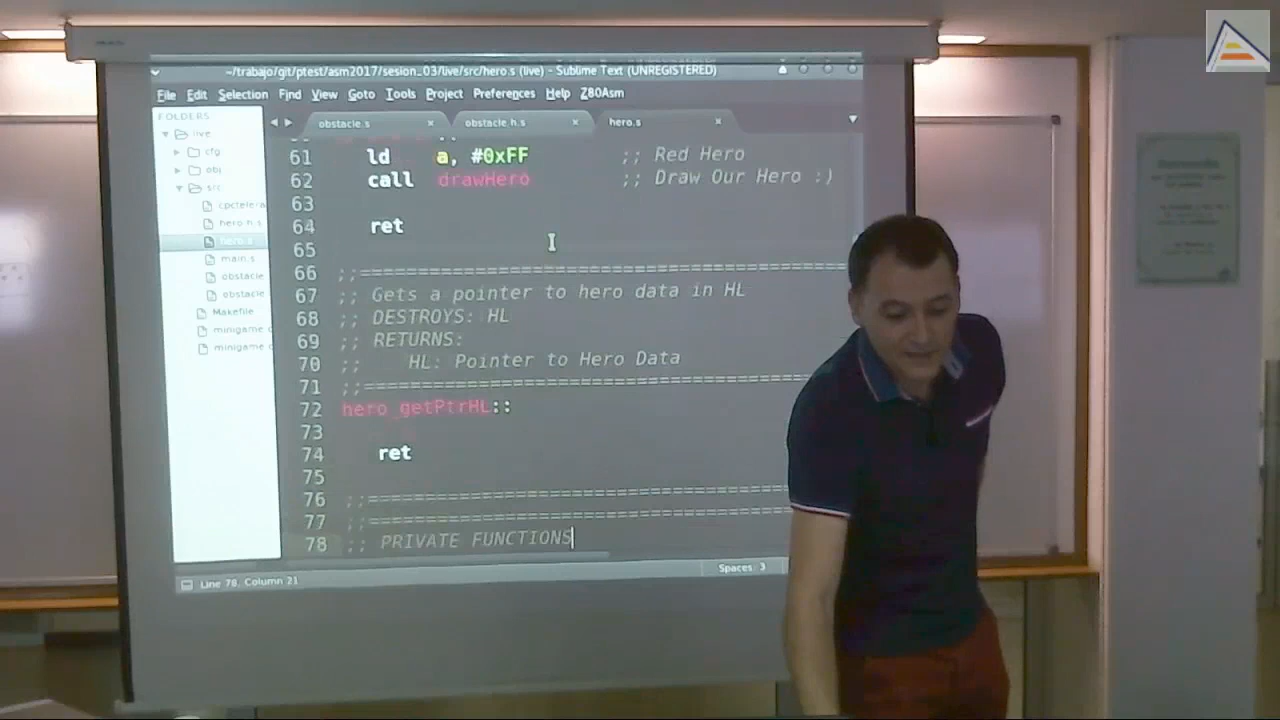 ~/trabajo/git/ptest/asm2017/sesion_03/live/src/hero.s (live) - Sublime Text (UNREGISTERED)
File Edit Selection Find View Goto Tools Project Preferences Help Z80Asm
FOLDERS
live
cfg
obj
src
cpctelera
hero.h.s
hero.s
main.s
obstacle
obstacle
Makefile
minigame.
minigame.
obstacle.s
obstacle.h.s
hero.s
61 ld a, #0xFF ;; Red Hero
62 call drawHero ;; Draw Our Hero :)
63
64 ret
65
66 ;;==========================================
67 ;; Gets a pointer to hero data in HL
68 ;; DESTROYS: HL
69 ;; RETURNS:
70 ;; HL: Pointer to Hero Data
71 ;;======================================
72 hero_getPtrHL::
73
74 ret
75
76 ;;=====================================
77 ;;=====================================
78 ;; PRIVATE FUNCTIONS
Line 78, Column 21
Spaces: 3